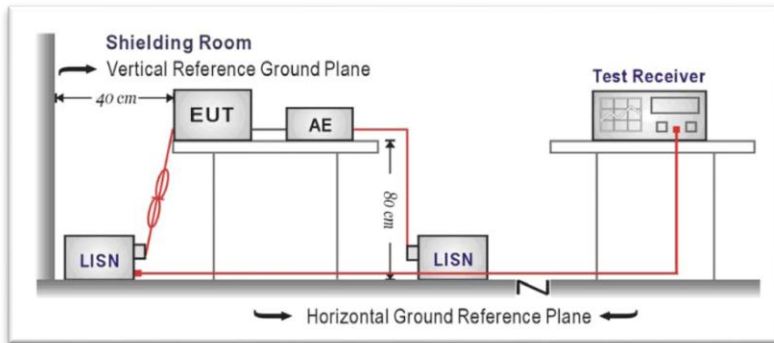 Shielding Room
Vertical Reference Ground Plane
40 cm
EUT
AE
Test Receiver
80 cm
LISN
LISN
Horizontal Ground Reference Plane